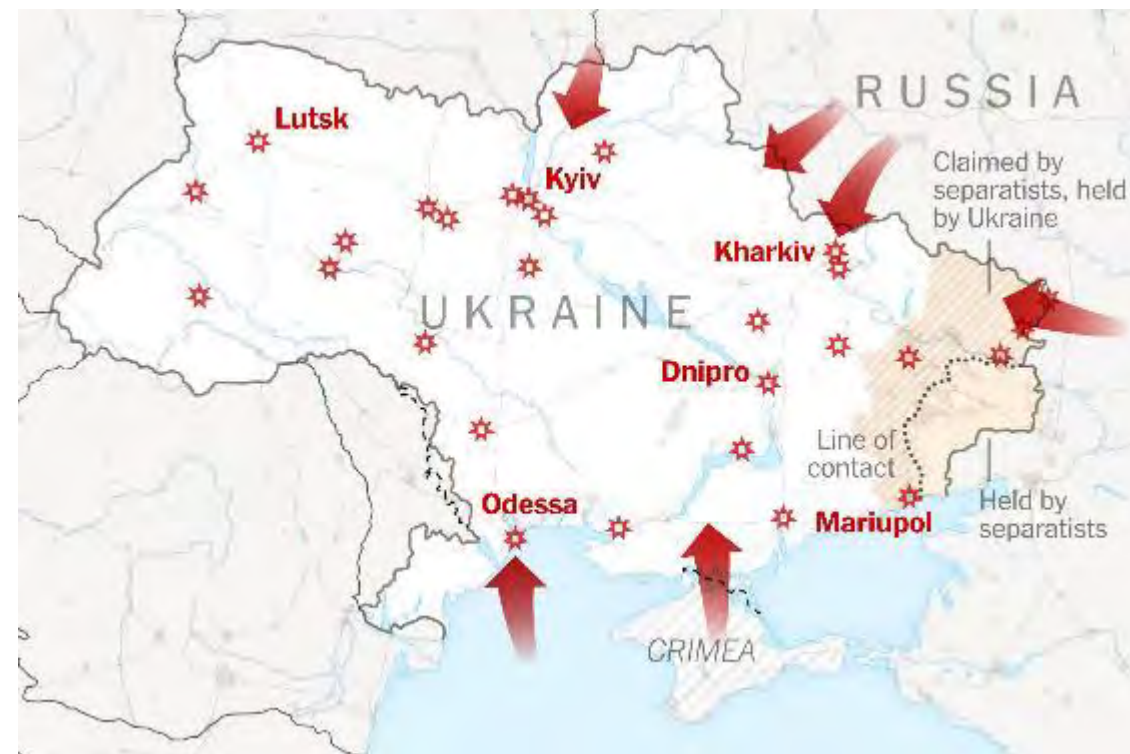 RUSSIA
Lutsk
Claimed by
separatists, held
by Ukraine
Kyiv
Kharkiv
UKRAINE
Dnipro
Line of
contact
Odessa
Mariupol
Held by
separatists
CRIMEA